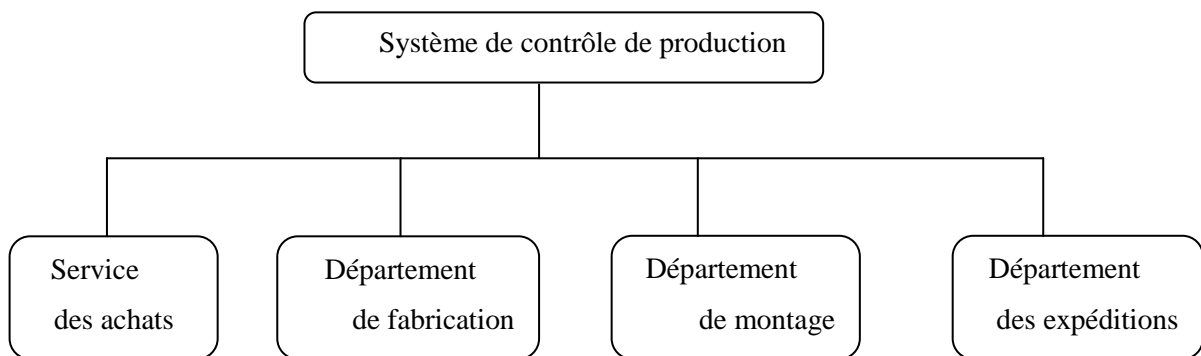 Système de contrôle de production
Service
des achats
Département
de fabrication
Département
de montage
Département
des expéditions